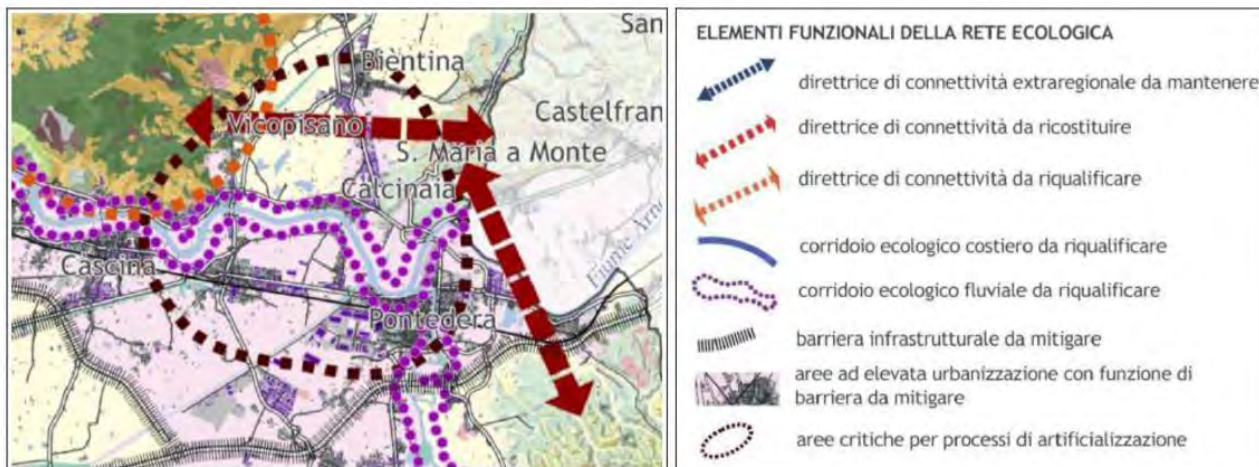 San
Bièntina
Castelfran
Vicopisano
S. Maria a Monte
Calcinaia
Fiume Arno
Cascina
Pontedera
ELEMENTI FUNZIONALI DELLA RETE ECOLOGICA
direttrice di connettività extraregionale da mantenere
direttrice di connettività da ricostituire
direttrice di connettività da riqualificare
corridoio ecologico costiero da riqualificare
corridoio ecologico fluviale da riqualificare
barriera infrastrutturale da mitigare
aree ad elevata urbanizzazione con funzione di
barriera da mitigare
aree critiche per processi di artificializzazione